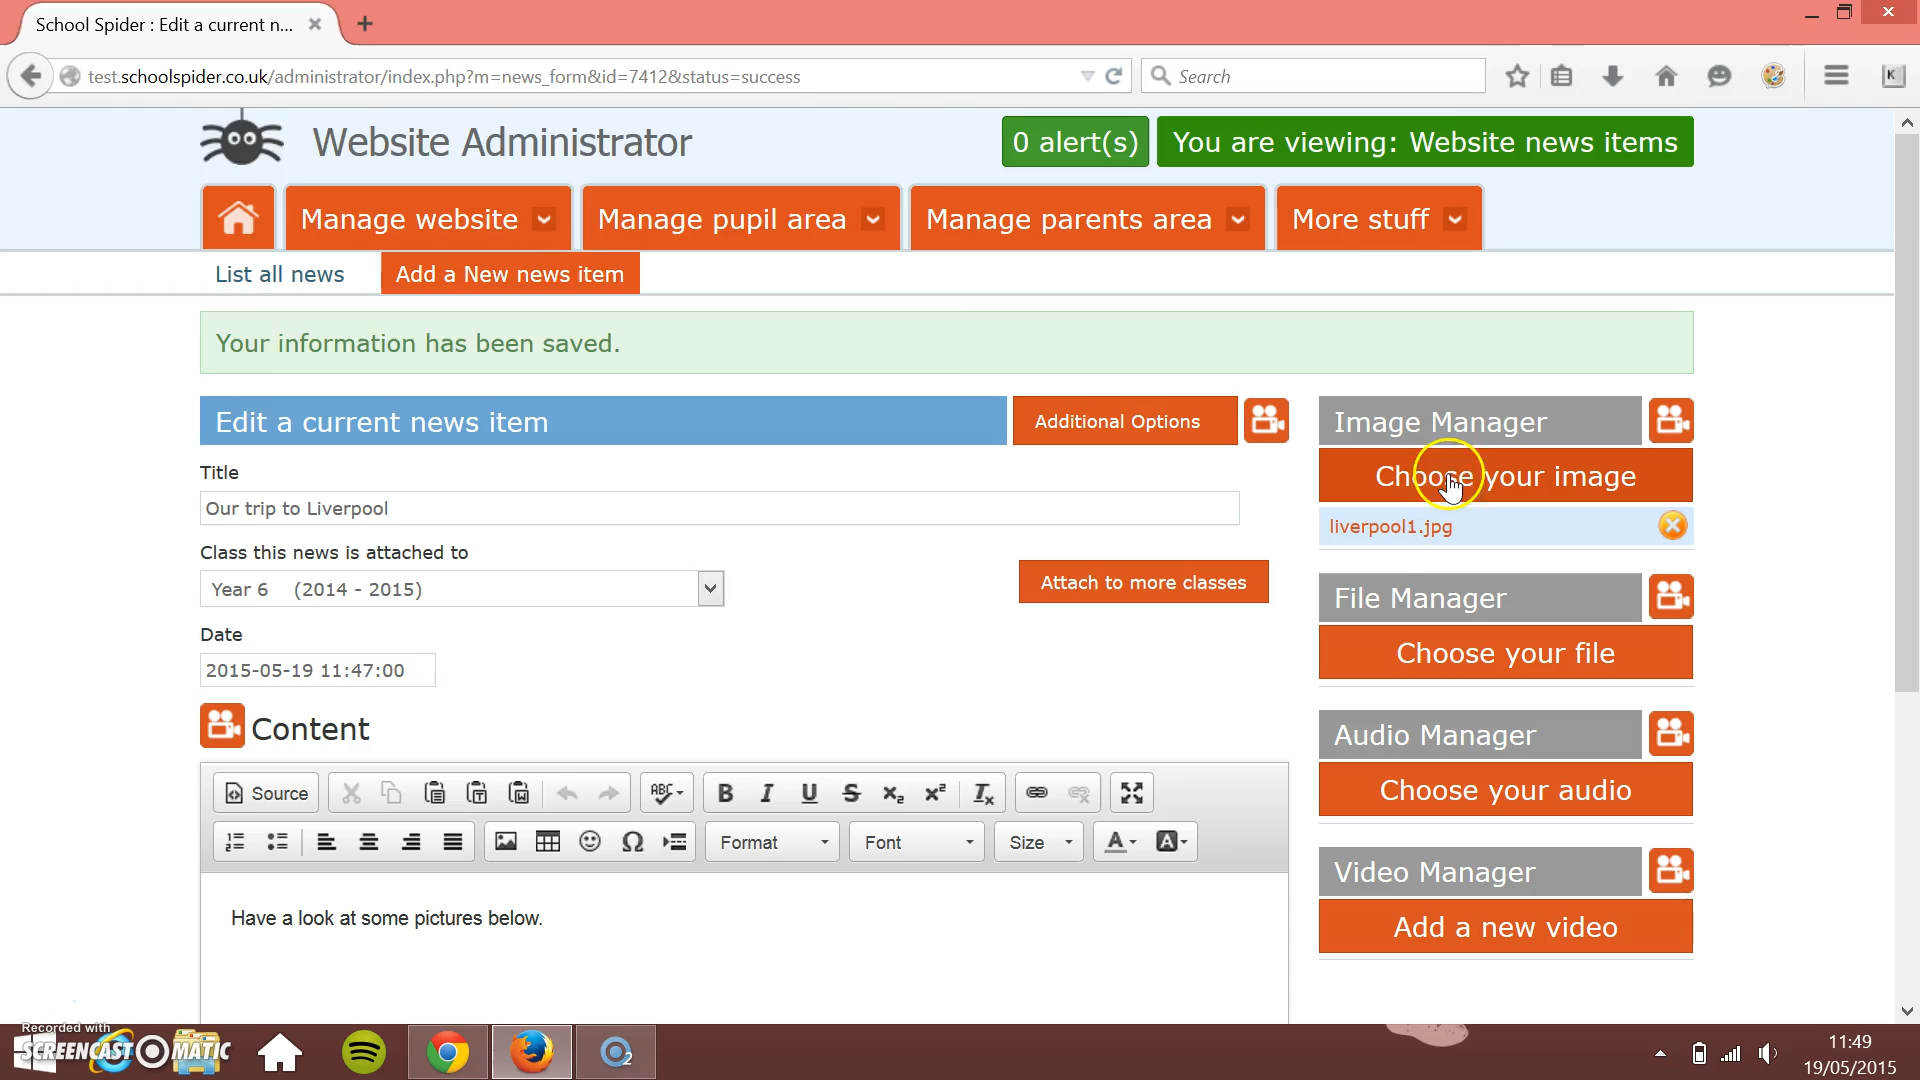 School Spider : Edit a current n...
test.schoolspider.co.uk/administrator/index.php?m=news_form&id=7412&status=success
Search
K
Website Administrator
0 alert(s)
You are viewing: Website news items
Manage website
Manage pupil area
Manage parents area
More stuff
List all news
Add a New news item
Your information has been saved.
Edit a current news item
Additional Options
Image Manager
Choose your image
liverpool1.jpg
Title
Our trip to Liverpool
Class this news is attached to
Year 6 (2014 - 2015)
Attach to more classes
File Manager
Choose your file
Date
2015-05-19 11:47:00
Content
Audio Manager
Choose your audio
Source
ABC
B I U S x₂ x² Tx
Format
Font
Size
A
A
Video Manager
Add a new video
Have a look at some pictures below.
Recorded with
SCREENCAST O MATIC
2
11:49
19/05/2015